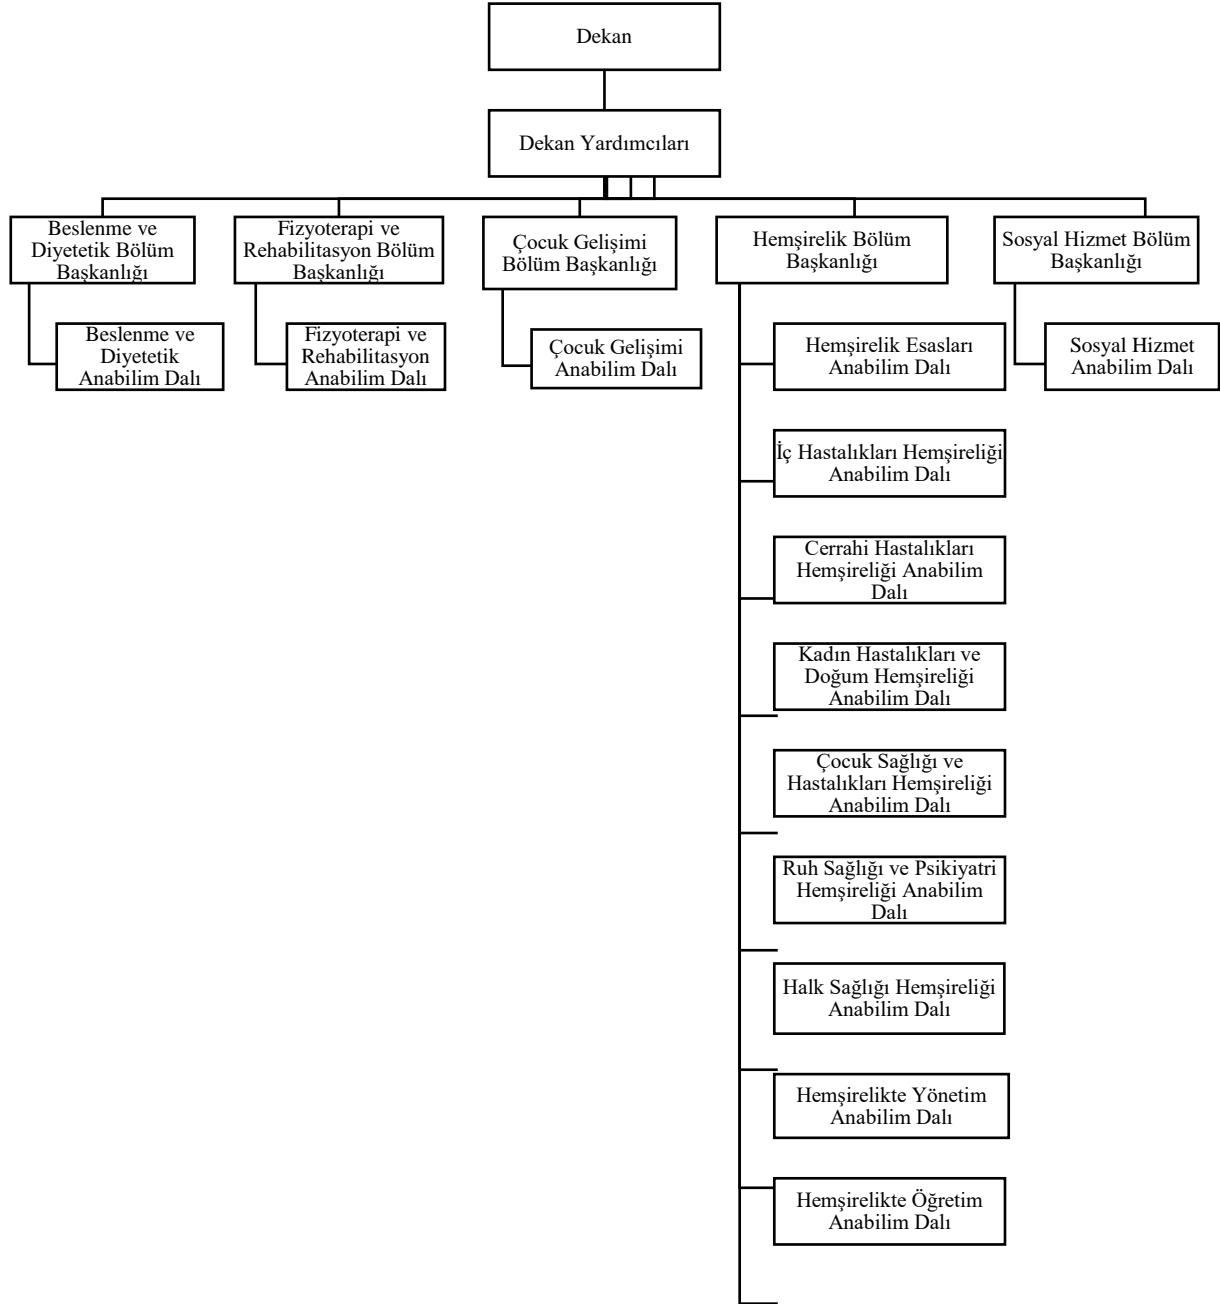 Dekan
Dekan Yardımcıları
Beslenme ve
Diyetetik Bölüm
Başkanlığı
Fizyoterapi ve
Rehabilitasyon Bölüm
Başkanlığı
Çocuk Gelişimi
Bölüm Başkanlığı
Hemşirelik Bölüm
Başkanlığı
Sosyal Hizmet Bölüm
Başkanlığı
Beslenme ve
Diyetetik
Anabilim Dalı
Fizyoterapi ve
Rehabilitasyon
Anabilim Dalı
Çocuk Gelişimi
Anabilim Dalı
Hemşirelik Esasları
Anabilim Dalı
Sosyal Hizmet
Anabilim Dalı
İç Hastalıkları Hemşireliği
Anabilim Dalı
Cerrahi Hastalıkları
Hemşireliği Anabilim
Dalı
Kadın Hastalıkları ve
Doğum Hemşireliği
Anabilim Dalı
Çocuk Sağlığı ve
Hastalıkları Hemşireliği
Anabilim Dalı
Ruh Sağlığı ve Psikiyatri
Hemşireliği Anabilim
Dalı
Halk Sağlığı Hemşireliği
Anabilim Dalı
Hemşirelikte Yönetim
Anabilim Dalı
Hemşirelikte Öğretim
Anabilim Dalı